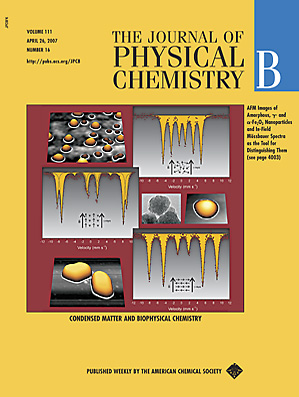 JPCBFK
VOLUME 111
APRIL 26, 2007
NUMBER 16
http://pubs.acs.org/JPCB
THE JOURNAL OF
PHYSICAL
CHEMISTRY
B
AFM Images of
Amorphous, γ- and
α-Fe2O3 Nanoparticles
and In-Field
Mössbauer Spectra
as the Tool for
Distinguishing Them
(see page 4003)
Velocity (mm s-1)
Velocity (mm s-1)
Velocity (mm s-1)
CONDENSED MATTER AND BIOPHYSICAL CHEMISTRY
PUBLISHED WEEKLY BY THE AMERICAN CHEMICAL SOCIETY